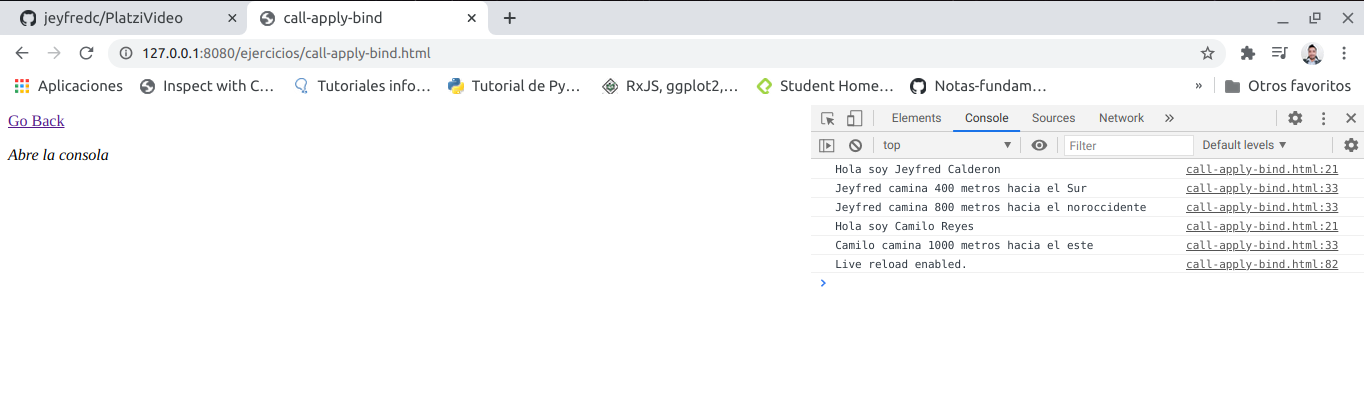 jeyfredc/PlatziVideo
call-apply-bind
127.0.0.1:8080/ejercicios/call-apply-bind.html
Aplicaciones Inspect with C… Tutoriales info… Tutorial de Py… RxJS, ggplot2,… Student Home… Notas-fundam… » Otros favoritos
Go Back
Abre la consola
Elements Console Sources Network »
top Filter Default levels
Hola soy Jeyfred Calderon call-apply-bind.html:21
Jeyfred camina 400 metros hacia el Sur call-apply-bind.html:33
Jeyfred camina 800 metros hacia el noroccidente call-apply-bind.html:33
Hola soy Camilo Reyes call-apply-bind.html:21
Camilo camina 1000 metros hacia el este call-apply-bind.html:33
Live reload enabled. call-apply-bind.html:82